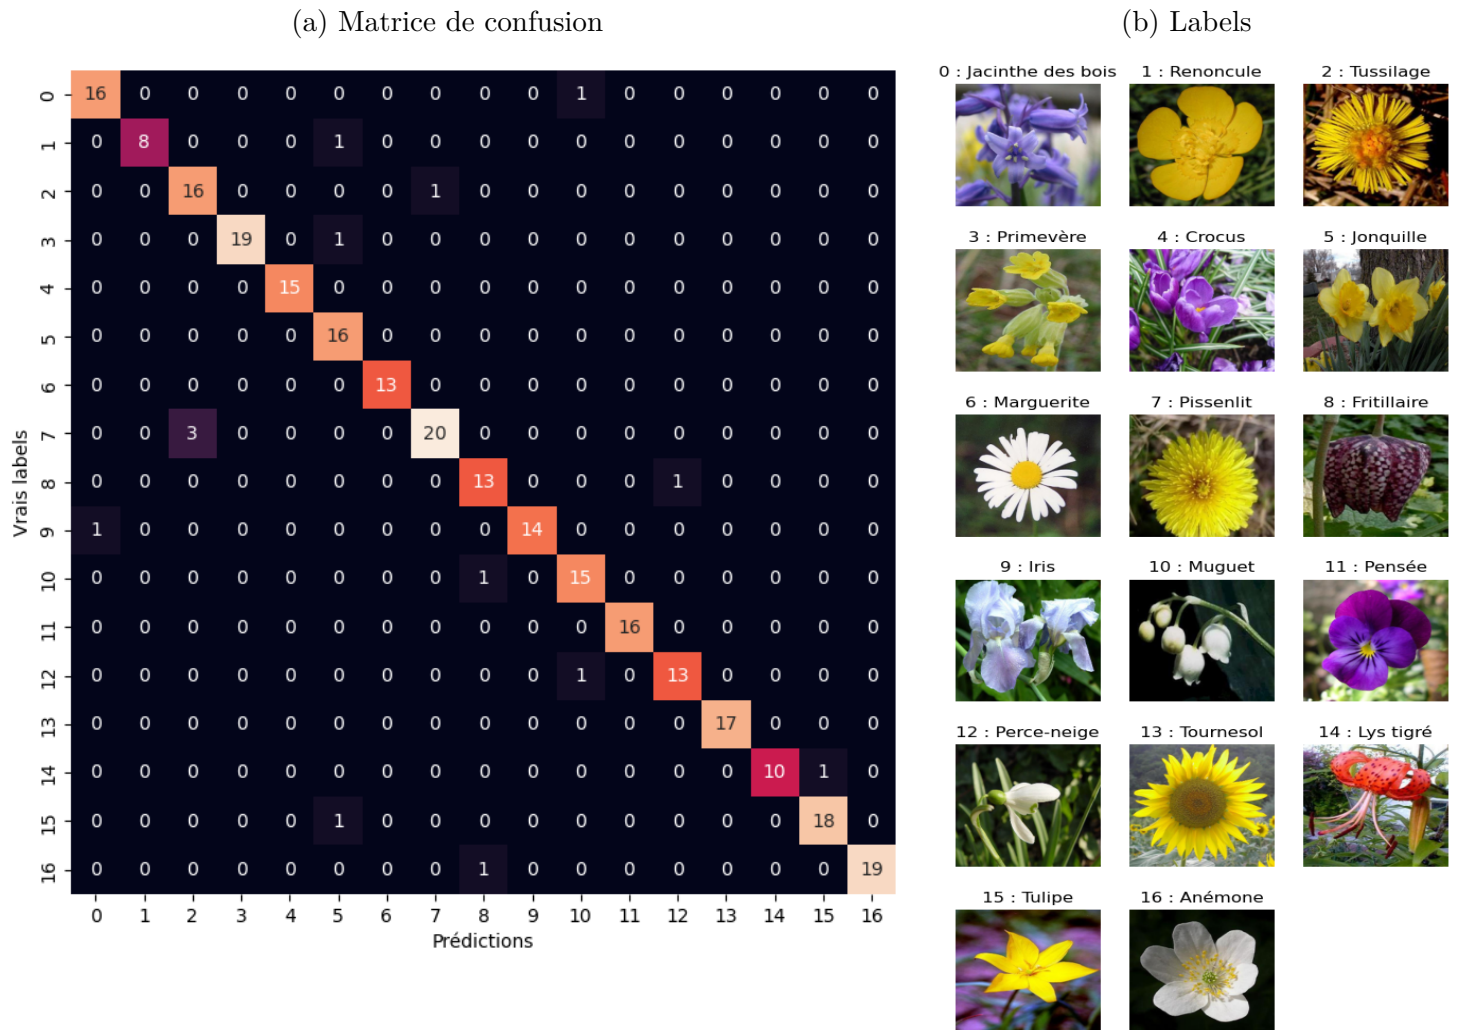 (a) Matrice de confusion
(b) Labels
Vrais labels
0 16 0 0 0 0 0 0 0 0 0 1 0 0 0 0 0 0
1 0 8 0 0 0 1 0 0 0 0 0 0 0 0 0 0 0
2 0 0 16 0 0 0 0 1 0 0 0 0 0 0 0 0 0
3 0 0 0 19 0 1 0 0 0 0 0 0 0 0 0 0 0
4 0 0 0 0 15 0 0 0 0 0 0 0 0 0 0 0 0
5 0 0 0 0 0 16 0 0 0 0 0 0 0 0 0 0 0
6 0 0 0 0 0 0 13 0 0 0 0 0 0 0 0 0 0
7 0 0 3 0 0 0 0 20 0 0 0 0 0 0 0 0 0
8 0 0 0 0 0 0 0 0 13 0 0 0 1 0 0 0 0
9 1 0 0 0 0 0 0 0 0 14 0 0 0 0 0 0 0
10 0 0 0 0 0 0 0 0 1 0 15 0 0 0 0 0 0
11 0 0 0 0 0 0 0 0 0 0 0 16 0 0 0 0 0
12 0 0 0 0 0 0 0 0 0 0 1 0 13 0 0 0 0
13 0 0 0 0 0 0 0 0 0 0 0 0 0 17 0 0 0
14 0 0 0 0 0 0 0 0 0 0 0 0 0 0 10 1 0
15 0 0 0 0 0 1 0 0 0 0 0 0 0 0 0 18 0
16 0 0 0 0 0 0 0 0 1 0 0 0 0 0 0 0 19
0 1 2 3 4 5 6 7 8 9 10 11 12 13 14 15 16
Prédictions
0 : Jacinthe des bois 1 : Renoncule 2 : Tussilage
3 : Primevère 4 : Crocus 5 : Jonquille
6 : Marguerite 7 : Pissenlit 8 : Fritillaire
9 : Iris 10 : Muguet 11 : Pensée
12 : Perce-neige 13 : Tournesol 14 : Lys tigré
15 : Tulipe 16 : Anémone